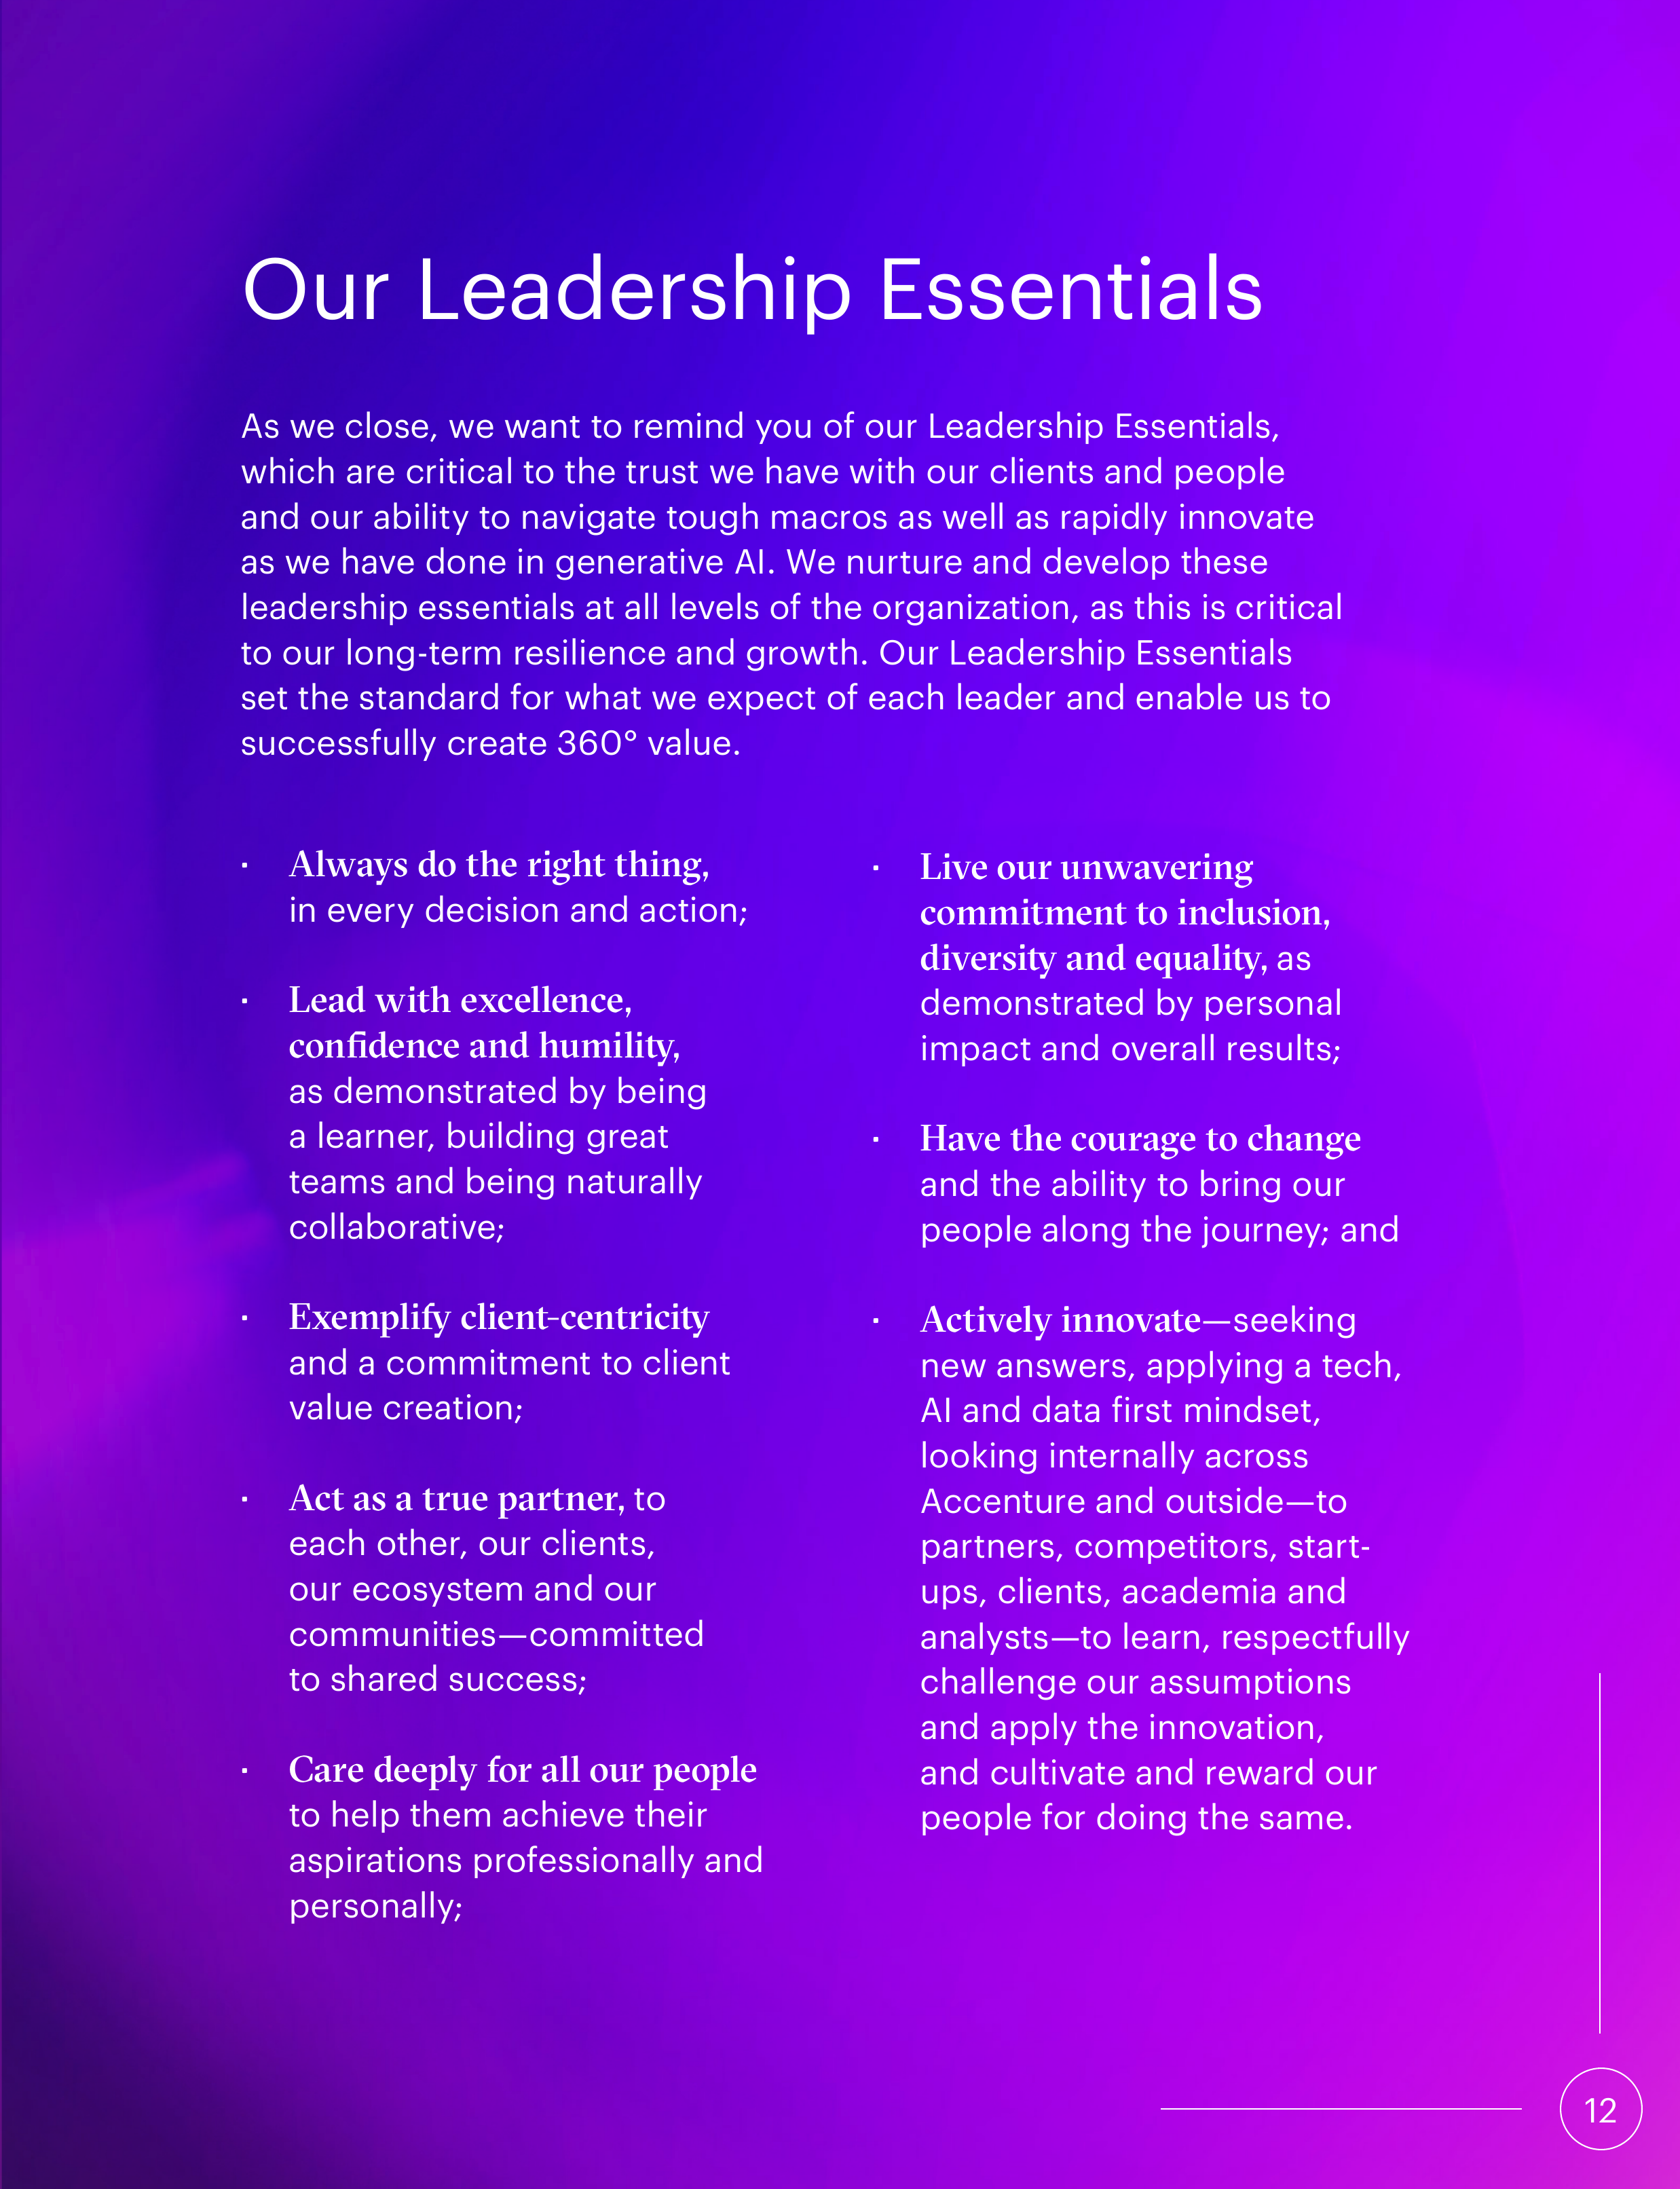 Our Leadership Essentials
As we close, we want to remind you of our Leadership Essentials,
which are critical to the trust we have with our clients and people
and our ability to navigate tough macros as well as rapidly innovate
as we have done in generative AI. We nurture and develop these
leadership essentials at all levels of the organization, as this is critical
to our long-term resilience and growth. Our Leadership Essentials
set the standard for what we expect of each leader and enable us to
successfully create 360° value.
· Always do the right thing,
in every decision and action;
· Lead with excellence,
confidence and humility,
as demonstrated by being
a learner, building great
teams and being naturally
collaborative;
· Exemplify client-centricity
and a commitment to client
value creation;
· Act as a true partner, to
each other, our clients,
our ecosystem and our
communities—committed
to shared success;
· Care deeply for all our people
to help them achieve their
aspirations professionally and
personally;
· Live our unwavering
commitment to inclusion,
diversity and equality, as
demonstrated by personal
impact and overall results;
· Have the courage to change
and the ability to bring our
people along the journey; and
· Actively innovate—seeking
new answers, applying a tech,
AI and data first mindset,
looking internally across
Accenture and outside—to
partners, competitors, start-
ups, clients, academia and
analysts—to learn, respectfully
challenge our assumptions
and apply the innovation,
and cultivate and reward our
people for doing the same.
12